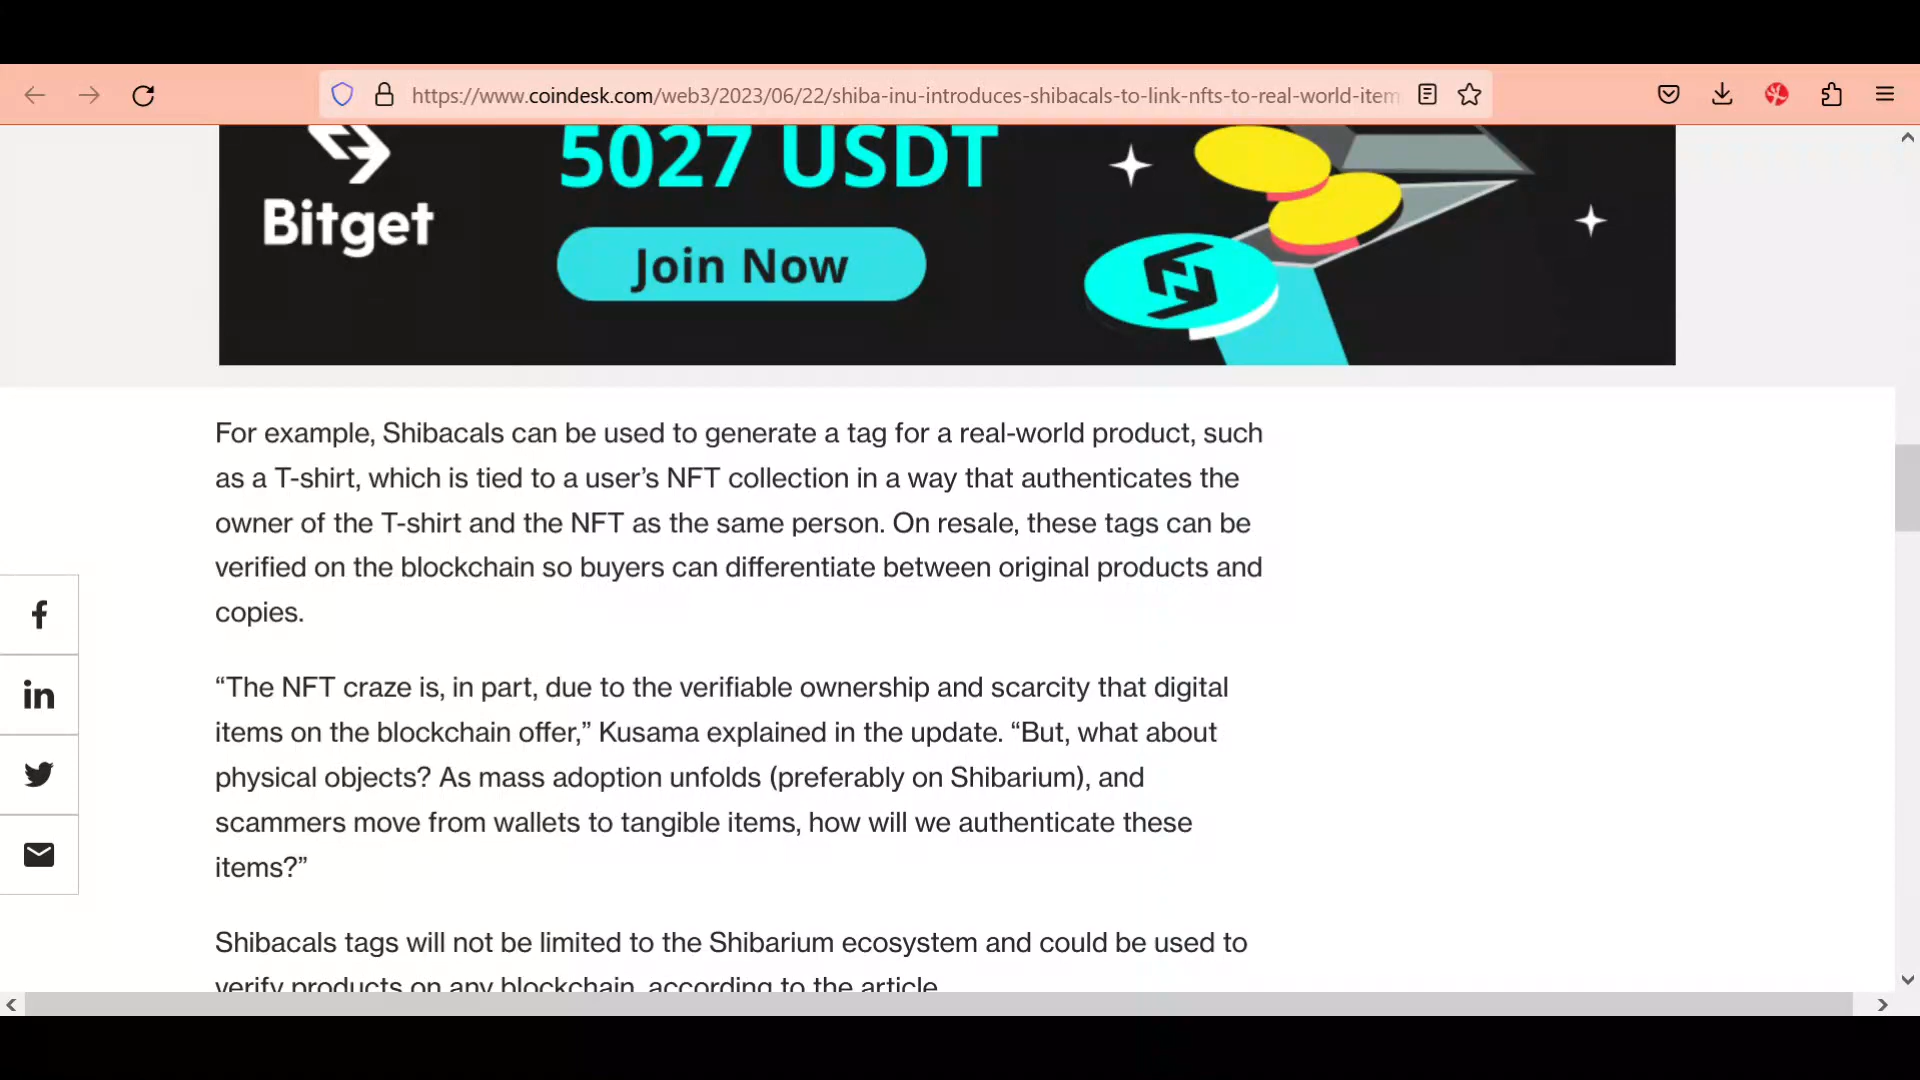 https://www.coindesk.com/web3/2023/06/22/shiba-inu-introduces-shibacals-to-link-nfts-to-real-world-item
5027 USDT
Bitget
Join Now
For example, Shibacals can be used to generate a tag for a real-world product, such
as a T-shirt, which is tied to a user’s NFT collection in a way that authenticates the
owner of the T-shirt and the NFT as the same person. On resale, these tags can be
verified on the blockchain so buyers can differentiate between original products and
copies.
“The NFT craze is, in part, due to the verifiable ownership and scarcity that digital
items on the blockchain offer,” Kusama explained in the update. “But, what about
physical objects? As mass adoption unfolds (preferably on Shibarium), and
scammers move from wallets to tangible items, how will we authenticate these
items?”
Shibacals tags will not be limited to the Shibarium ecosystem and could be used to
verify products on any blockchain, according to the article.